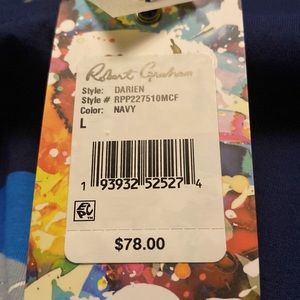 Robert Graham
Style: DARIEN
Style # RPP227510MCF
Color: NAVY
L
1 93932 52527 4
$78.00